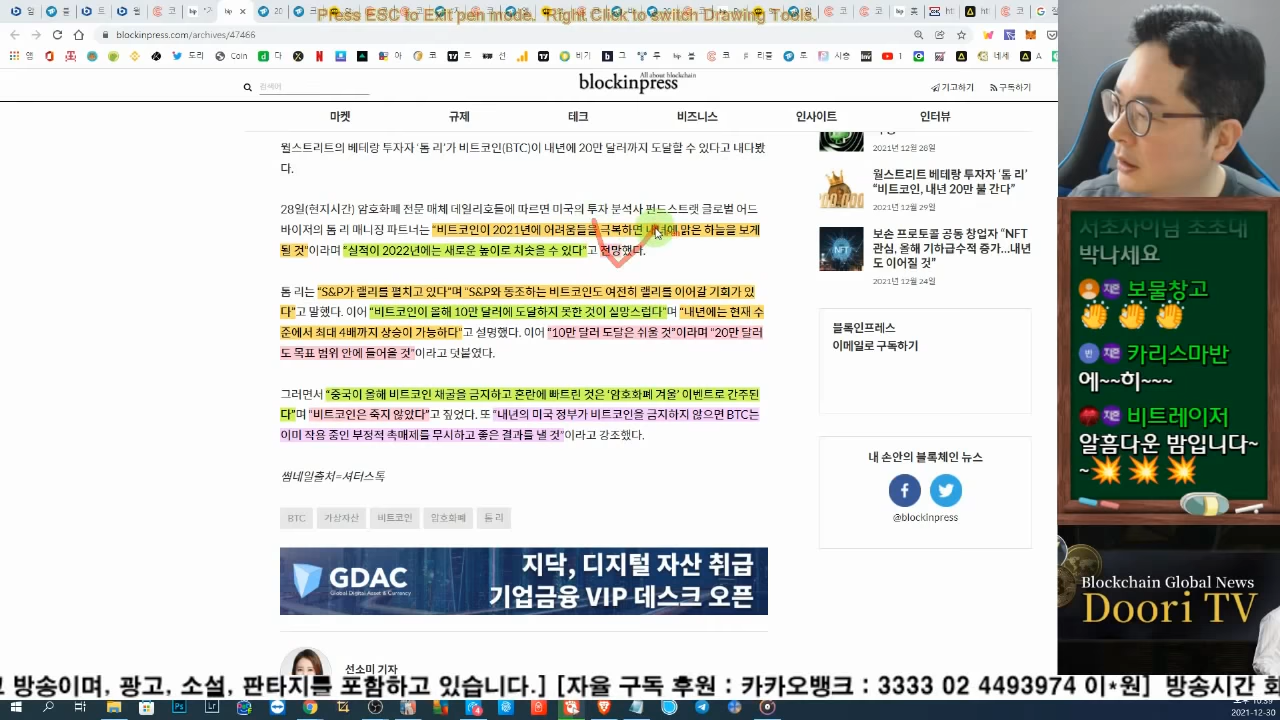 Press ESC to Exit pen mode. Right Click to switch Drawing Tools.
blockinpress.com/archives/47466
검색어
All about blockchain
blockinpress
기고하기
구독하기
마켓
규제
테크
비즈니스
인사이트
인터뷰
월스트리트의 베테랑 투자자 '톰 리'가 비트코인(BTC)이 내년에 20만 달러까지 도달할 수 있다고 내다봤
다.
28일(현지시간) 암호화폐 전문 매체 데일리호들에 따르면 미국의 투자 분석사 펀드스트랫 글로벌 어드
바이저의 톰 리 매니징 파트너는 "비트코인이 2021년에 어려움들을 극복하면 내년에 맑은 하늘을 보게
될 것"이라며 "실적이 2022년에는 새로운 높이로 치솟을 수 있다"고 전망했다.
톰 리는 "S&P가 랠리를 펼치고 있다"며 "S&P와 동조하는 비트코인도 여전히 랠리를 이어갈 기회가 있
다"고 말했다. 이어 "비트코인이 올해 10만 달러에 도달하지 못한 것이 실망스럽다"며 "내년에는 현재 수
준에서 최대 4배까지 상승이 가능하다"고 설명했다. 이어 "10만 달러 도달은 쉬울 것"이라며 "20만 달러
도 목표 범위 안에 들어올 것"이라고 덧붙였다.
그러면서 "중국이 올해 비트코인 채굴을 금지하고 혼란에 빠트린 것은 '암호화폐 겨울' 이벤트로 간주된
다"며 "비트코인은 죽지 않았다"고 짚었다. 또 "내년의 미국 정부가 비트코인을 금지하지 않으면 BTC는
이미 작용 중인 부정적 촉매제를 무시하고 좋은 결과를 낼 것"이라고 강조했다.
썸네일출처=셔터스톡
BTC
가상자산
비트코인
암호화폐
톰 리
GDAC
Global Digital Asset & Currency
지닥, 디지털 자산 취급
기업금융 VIP 데스크 오픈
선소미 기자
2021년 12월 28일
월스트리트 베테랑 투자자 '톰 리'
"비트코인, 내년 20만 불 간다"
2021년 12월 29일
NFT
보손 프로토콜 공동 창업자 "NFT
관심, 올해 기하급수적 증가…내년
도 이어질 것"
2021년 12월 24일
블록인프레스
이메일로 구독하기
내 손안의 블록체인 뉴스
@blockinpress
서초자이님 조초대
박나세요
보물창고
카리스마반
에~~히~~~
비트레이저
알흠다운 밤입니다~
~
Blockchain Global News
Doori TV
고 방송이며, 광고, 소설, 판타지를 포함하고 있습니다.] [자율 구독 후원 : 카카오뱅크 : 3333 02 4493974 이*원] 방송시간
2021-12-30